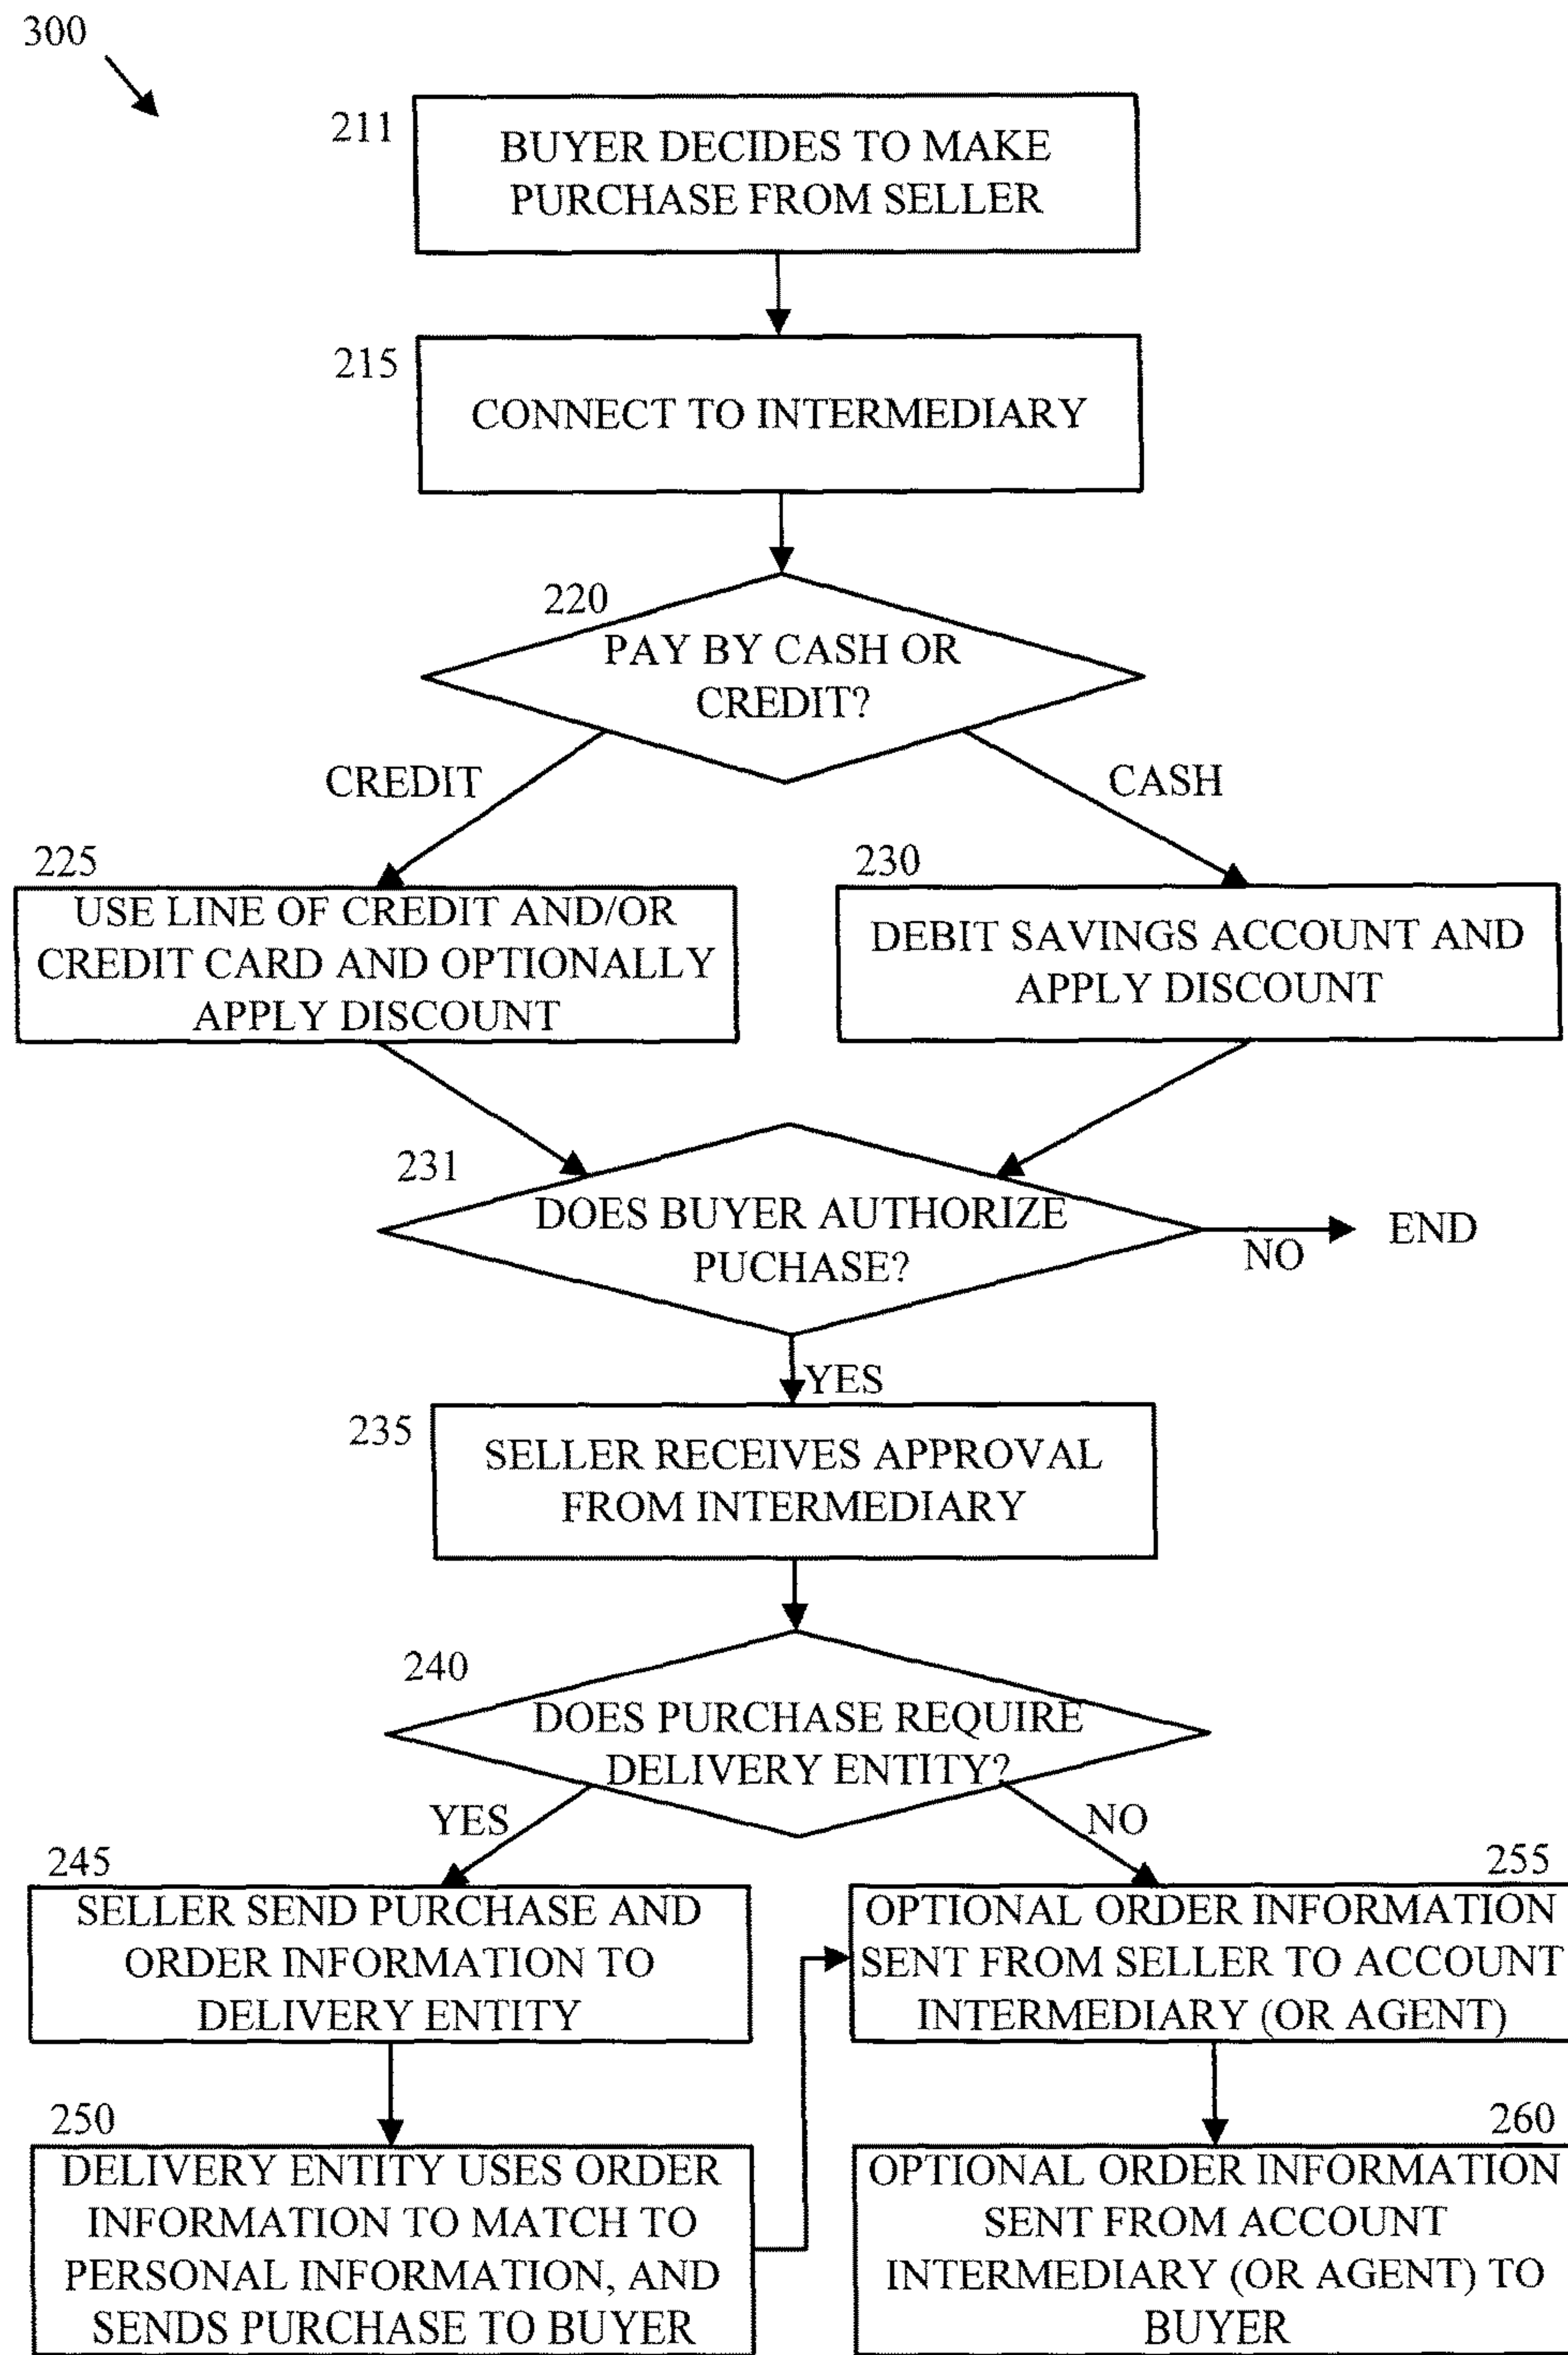 300
211
BUYER DECIDES TO MAKE
PURCHASE FROM SELLER
215
CONNECT TO INTERMEDIARY
220
PAY BY CASH OR
CREDIT?
CREDIT
CASH
225
USE LINE OF CREDIT AND/OR
CREDIT CARD AND OPTIONALLY
APPLY DISCOUNT
230
DEBIT SAVINGS ACCOUNT AND
APPLY DISCOUNT
231
DOES BUYER AUTHORIZE
PUCHASE?
NO
END
YES
235
SELLER RECEIVES APPROVAL
FROM INTERMEDIARY
240
DOES PURCHASE REQUIRE
DELIVERY ENTITY?
YES
NO
245
SELLER SEND PURCHASE AND
ORDER INFORMATION TO
DELIVERY ENTITY
255
OPTIONAL ORDER INFORMATION
SENT FROM SELLER TO ACCOUNT
INTERMEDIARY (OR AGENT)
250
DELIVERY ENTITY USES ORDER
INFORMATION TO MATCH TO
PERSONAL INFORMATION, AND
SENDS PURCHASE TO BUYER
260
OPTIONAL ORDER INFORMATION
SENT FROM ACCOUNT
INTERMEDIARY (OR AGENT) TO
BUYER